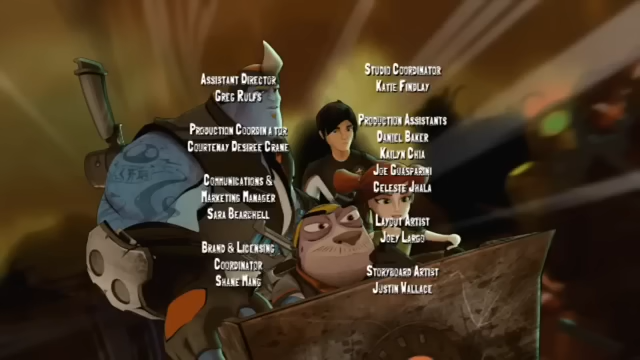 Assistant Director
Greg Rulfs
Production Coordinator
Courtenay Desiree Crane
Communications &
Marketing Manager
Sara Bearchell
Brand & Licensing
Coordinator
Shane Mang
Studio Coordinator
Katie Findlay
Production Assistants
Daniel Baker
Kailyn Chia
Joe Guasparini
Celeste Jhala
Layout Artist
Joey Largo
Storyboard Artist
Justin Wallace